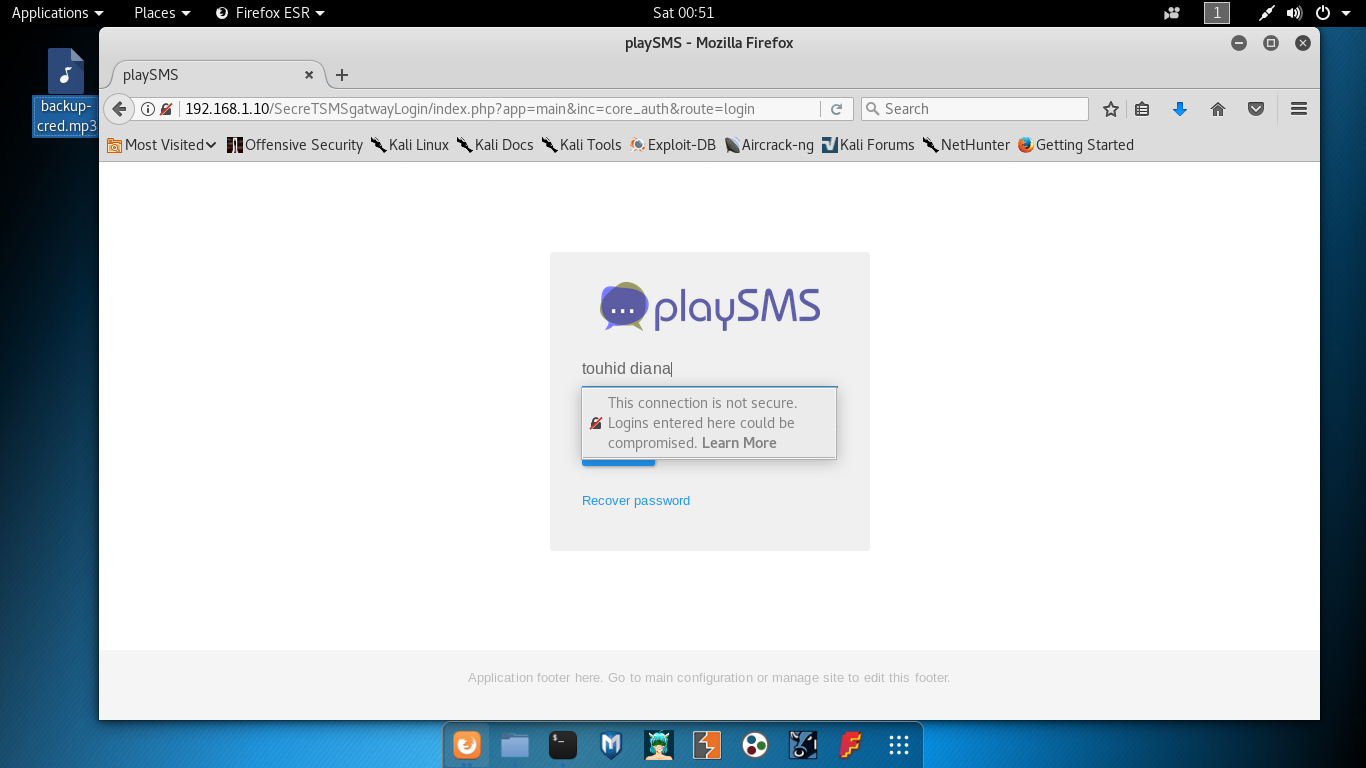 Applications Places Firefox ESR Sat 00:51 1
backup-
cred.mp3
playSMS - Mozilla Firefox
playSMS
192.168.1.10/SecreTSMSgatwayLogin/index.php?app=main&inc=core_auth&route=login Search
Most Visited Offensive Security Kali Linux Kali Docs Kali Tools Exploit-DB Aircrack-ng Kali Forums NetHunter Getting Started
playSMS
touhid diana
This connection is not secure.
Logins entered here could be
compromised. Learn More
Recover password
Application footer here. Go to main configuration or manage site to edit this footer.